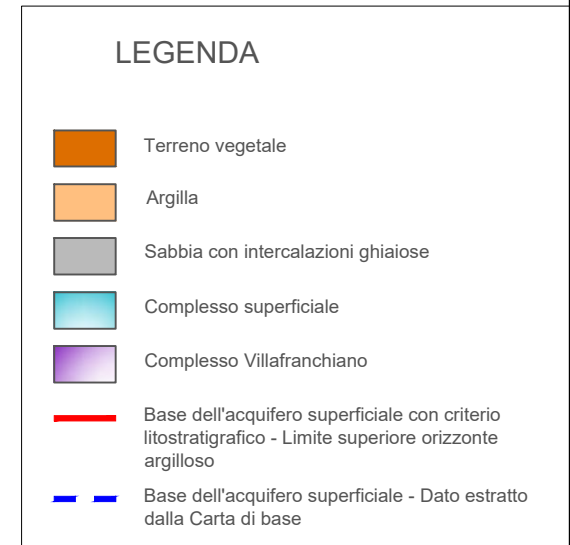 LEGENDA
Terreno vegetale
Argilla
Sabbia con intercalazioni ghiaiose
Complesso superficiale
Complesso Villafranchiano
Base dell'acquifero superficiale con criterio
litostratigrafico - Limite superiore orizzonte
argilloso
Base dell'acquifero superficiale - Dato estratto
dalla Carta di base